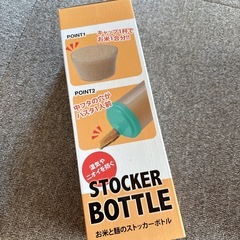 POINT1
キャップ1杯で
お米1合分!!
POINT2
中ブタの穴が
パスタ1人前
湿気や
ニオイを防ぐ
STOCKER
BOTTLE
お米と麺のストッカーボトル